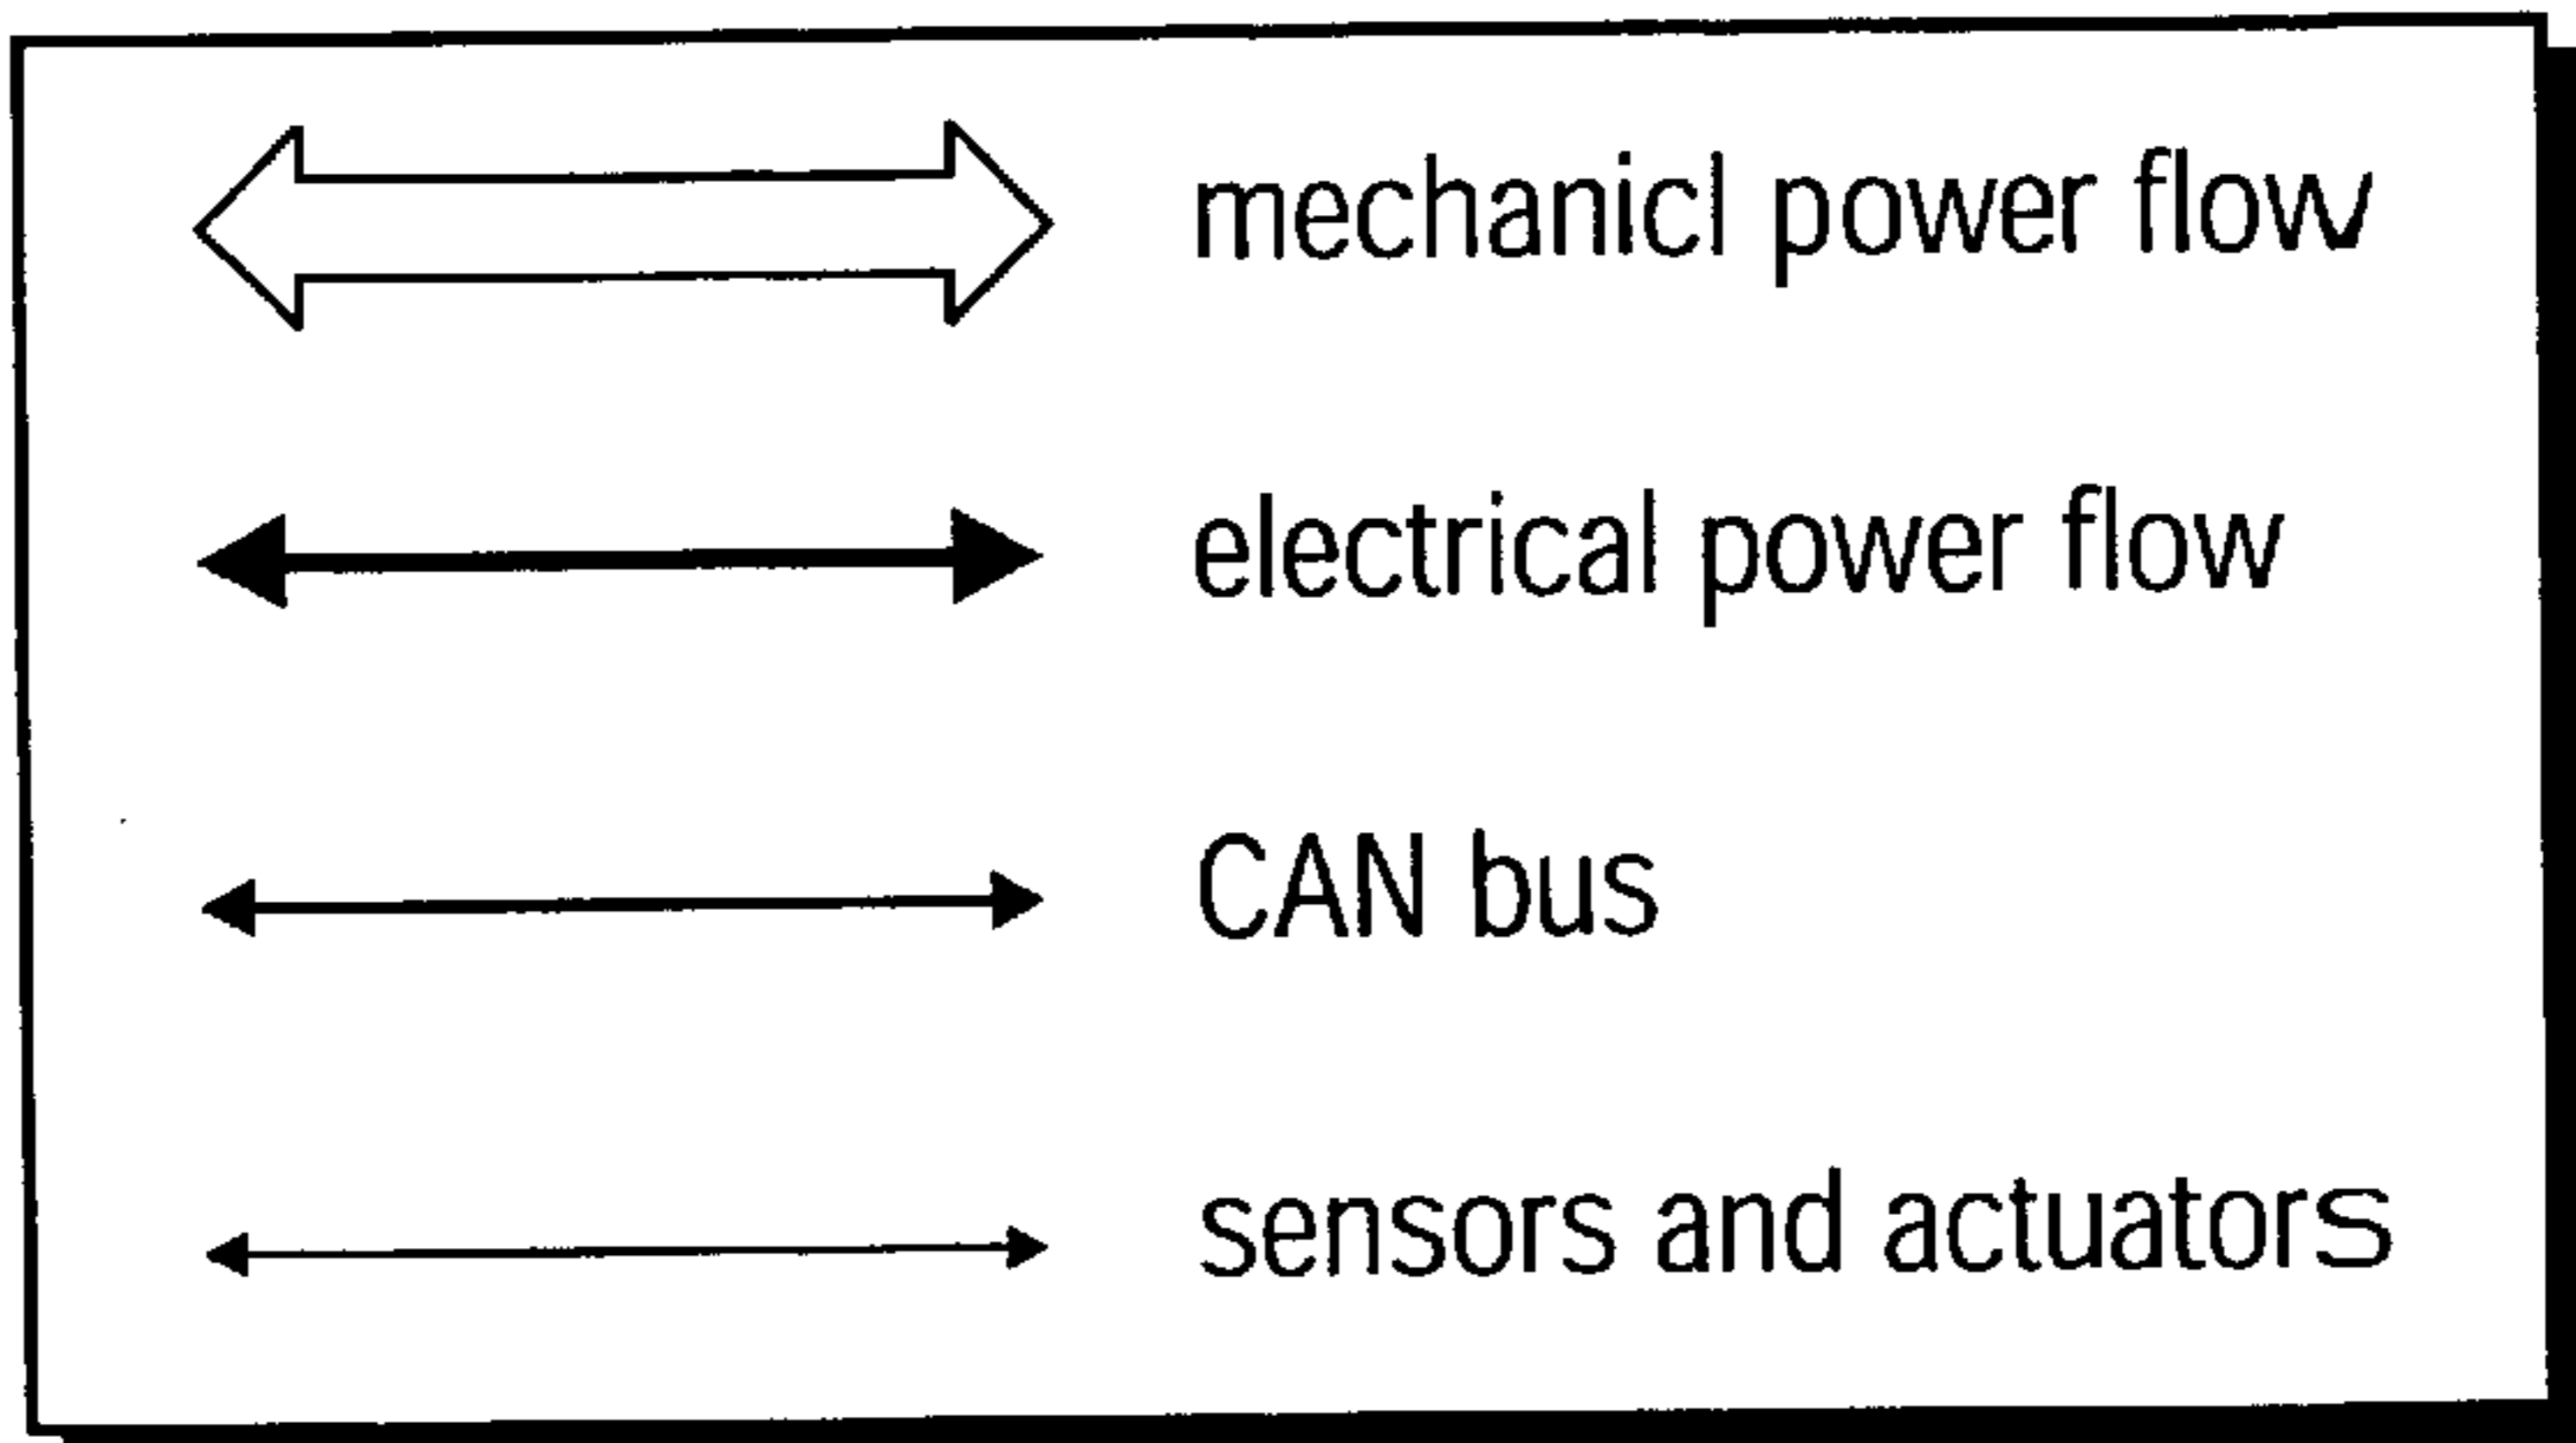 mechanicl power flow
electrical power flow
CAN bus
sensors and actuators